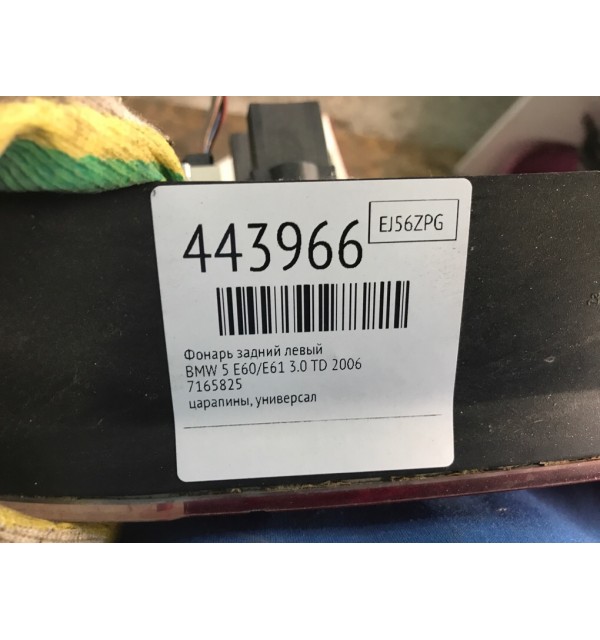 443966
EJ56ZPG
Фонарь задний левый
BMW 5 E60/E61 3.0 TD 2006
7165825
царапины, универсал